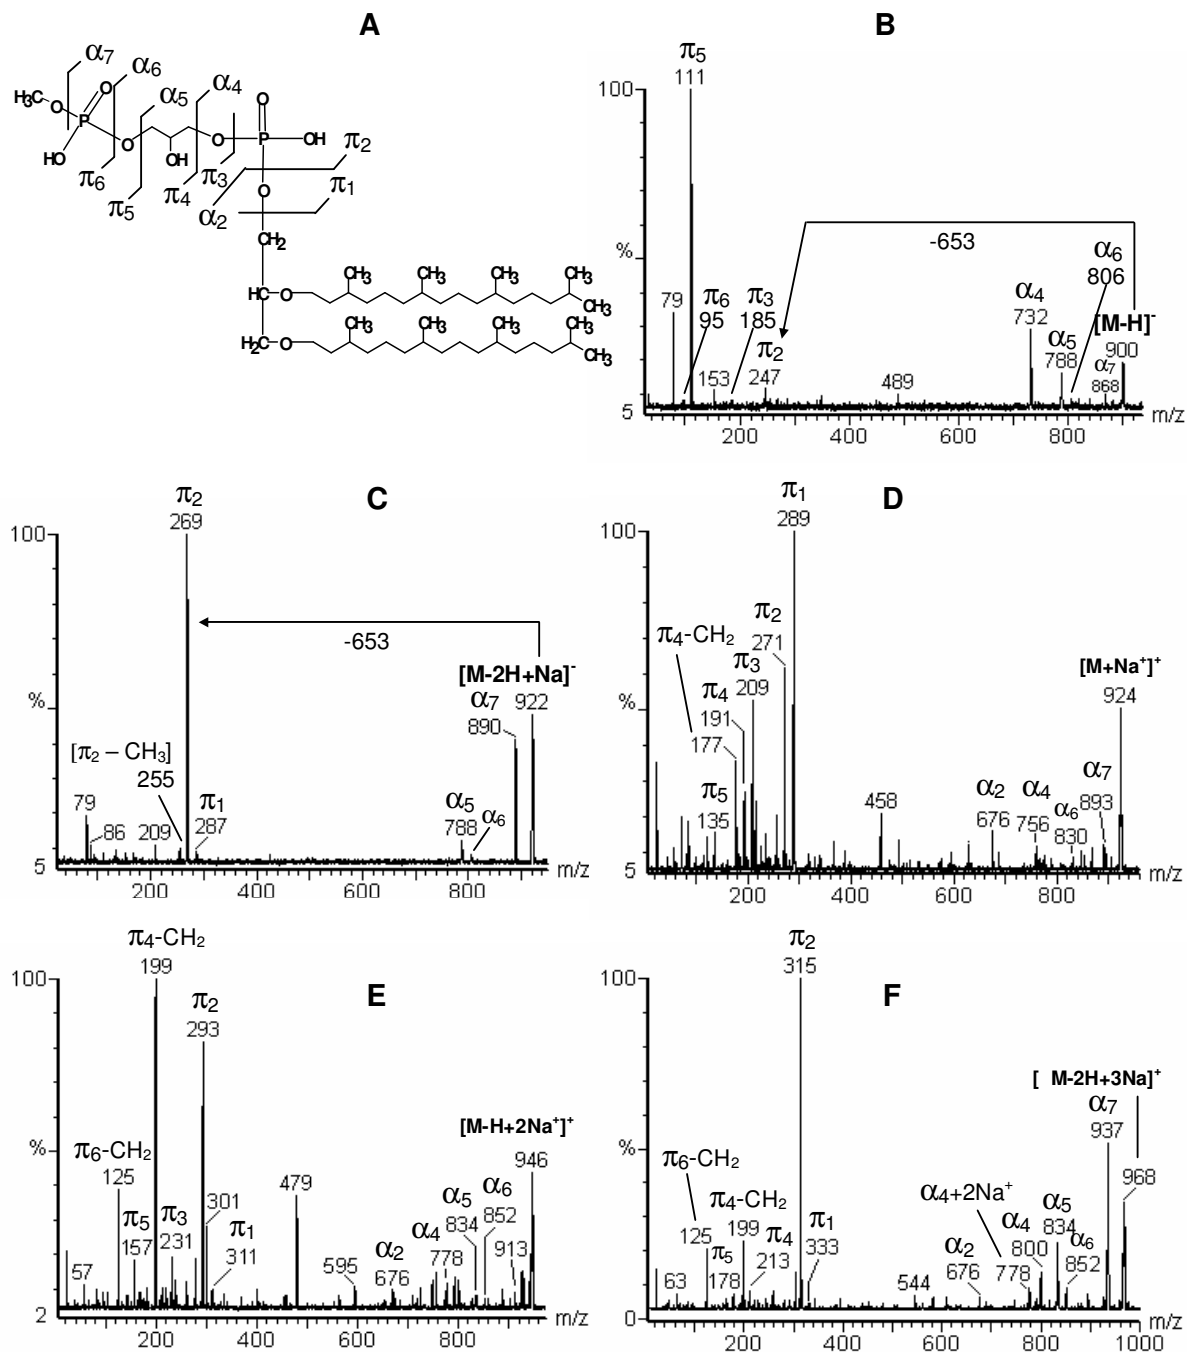 A
α7
α6
α5
α4
H3C
O
O
P
HO
O
OH
O
O
P
OH
π6
π5
π4
π3
π2
O
π1
α2
CH2
CH3 CH3 CH3 CH3
HC O
CH3
CH3 CH3 CH3 CH3
H2C O
CH3
B
π5
111
100
%
-653
79
π6
95
π3
185
π2
247
153
489
α4
732
α5
788
α6
806
[M-H]-
α7
868
900
5
m/z
200 400 600 800
C
π2
269
100
-653
[M-2H+Na]-
α7
922
890
%
[π2 – CH3]
255
π1
287
79
86
209
α5
788
α6
5
m/z
200 400 600 800
D
π1
289
100
π2
271
π4-CH2
π3
209
π4
191
177
π5
135
%
[M+Na+]+
924
458
α2
676
α4
756
α6
830
α7
893
5
m/z
200 400 600 800
E
π4-CH2
199
100
π2
293
[M-H+2Na+]+
946
%
π6-CH2
125
π5
157
π3
231
301
π1
311
57
479
595
α2
676
α4
778
α5
834
α6
852
913
2
m/z
200 400 600 800
F
π2
315
100
[ M-2H+3Na]+
α7
937
968
%
π6-CH2
125
π4-CH2
199
π5
178
π4
213
π1
333
63
544
α2
676
α4+2Na+
778
α4
800
α5
834
α6
852
0
m/z
200 400 600 800 1000